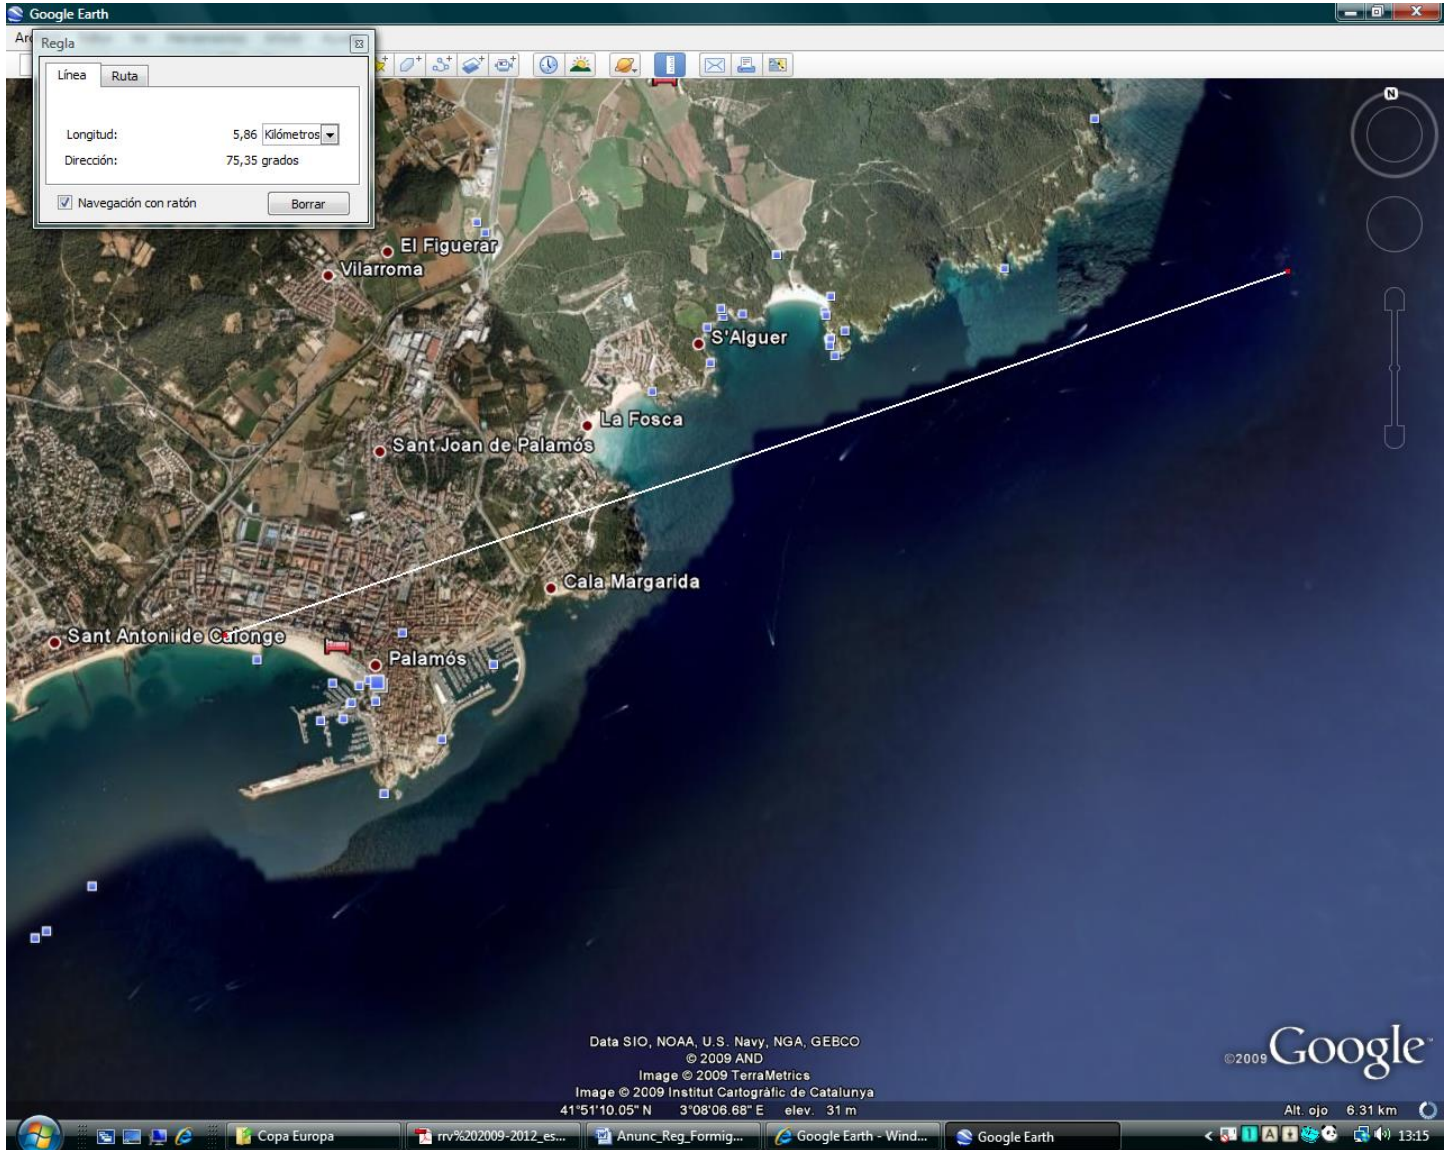 Google Earth
Regla
Línea
Ruta
Longitud:
5,86
Kilómetros
Dirección:
75,35 grados
Navegación con ratón
Borrar
N
El Figuerar
Vilarroma
S'Alguer
La Fosca
Sant Joan de Palamós
Cala Margarida
Sant Antoni de Calonge
Palamós
Data SIO, NOAA, U.S. Navy, NGA, GEBCO
© 2009 AND
Image © 2009 TerraMetrics
Image © 2009 Institut Cartogràfic de Catalunya
©2009 Google
41°51'10.05" N 3°08'06.68" E elev. 31 m
Alt. ojo 6.31 km
Copa Europa
rrv%202009-2012_es...
Anunc_Reg_Formig...
Google Earth - Wind...
Google Earth
13:15